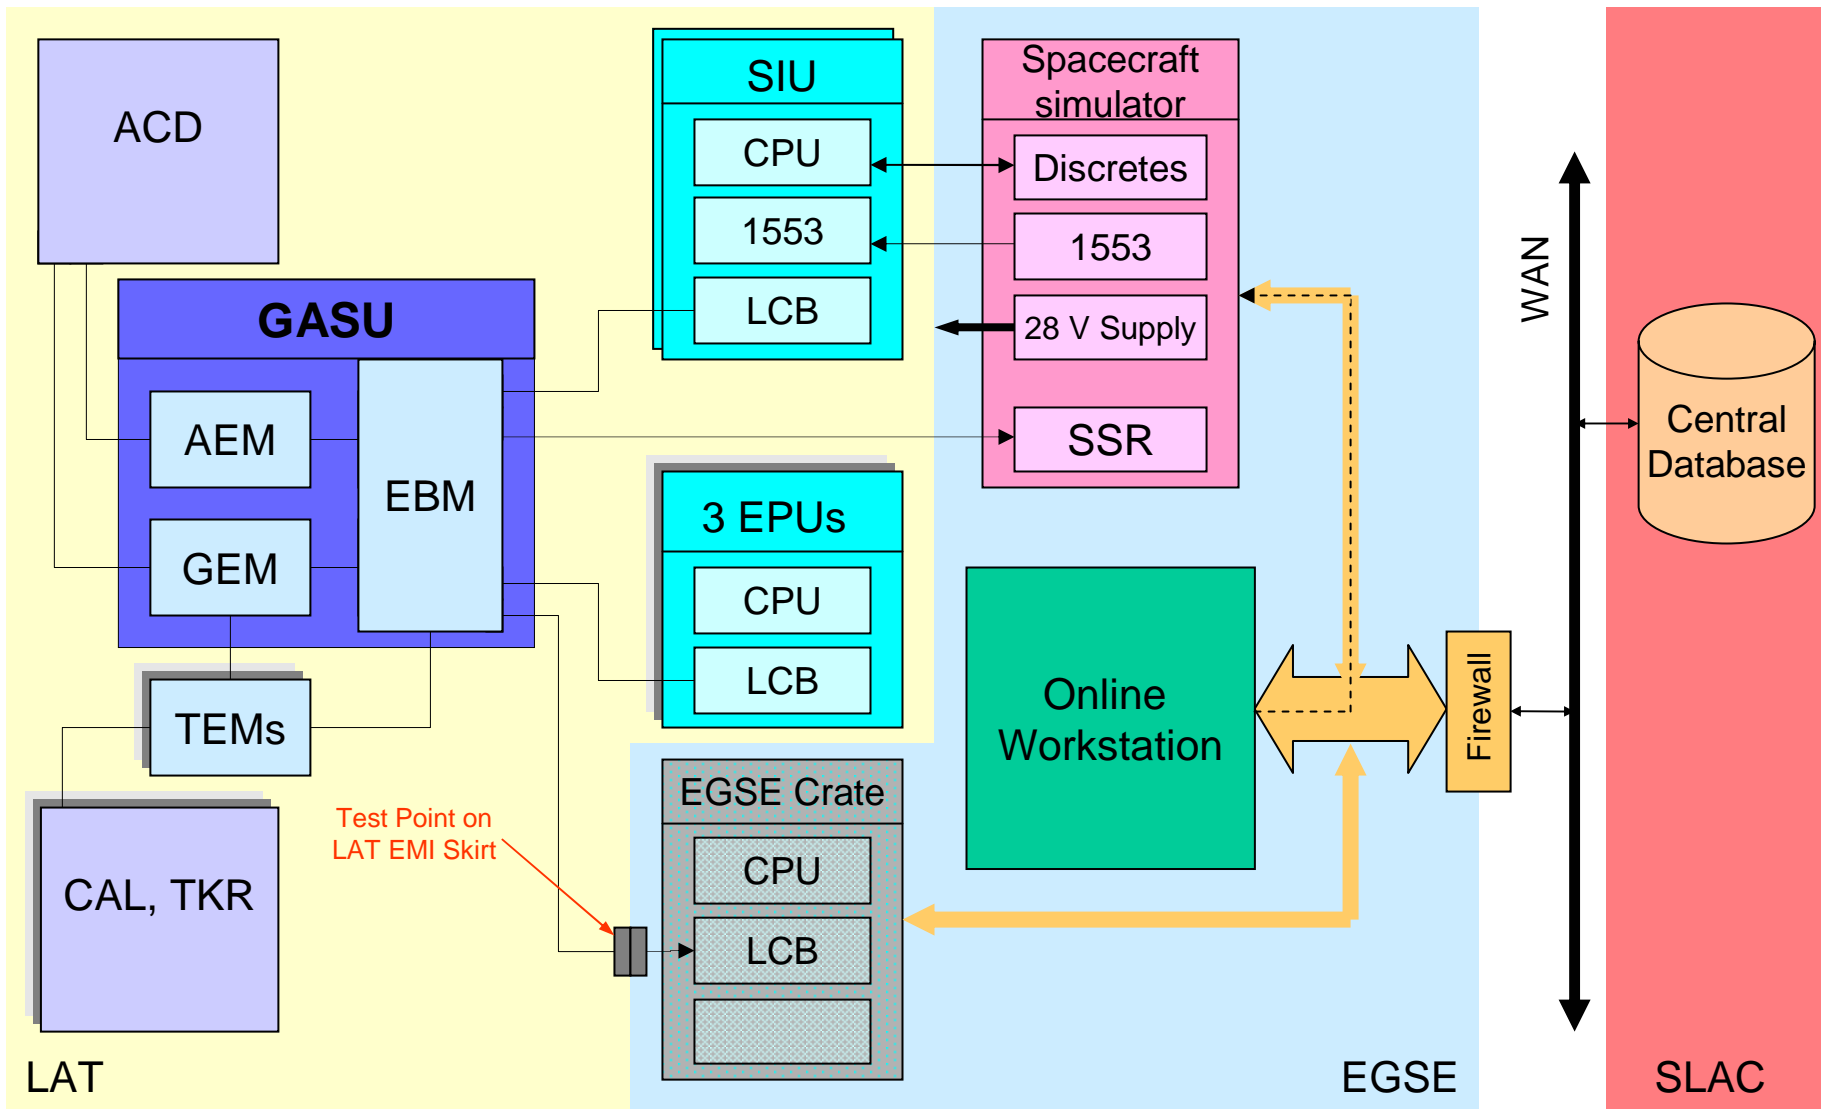 ACD
GASU
AEM
GEM
EBM
TEMs
CAL, TKR
LAT
SIU
CPU
1553
LCB
3 EPUs
CPU
LCB
Test Point on
LAT EMI Skirt
EGSE Crate
CPU
LCB
Spacecraft
simulator
Discretes
1553
28 V Supply
SSR
Online
Workstation
Firewall
EGSE
WAN
Central
Database
SLAC